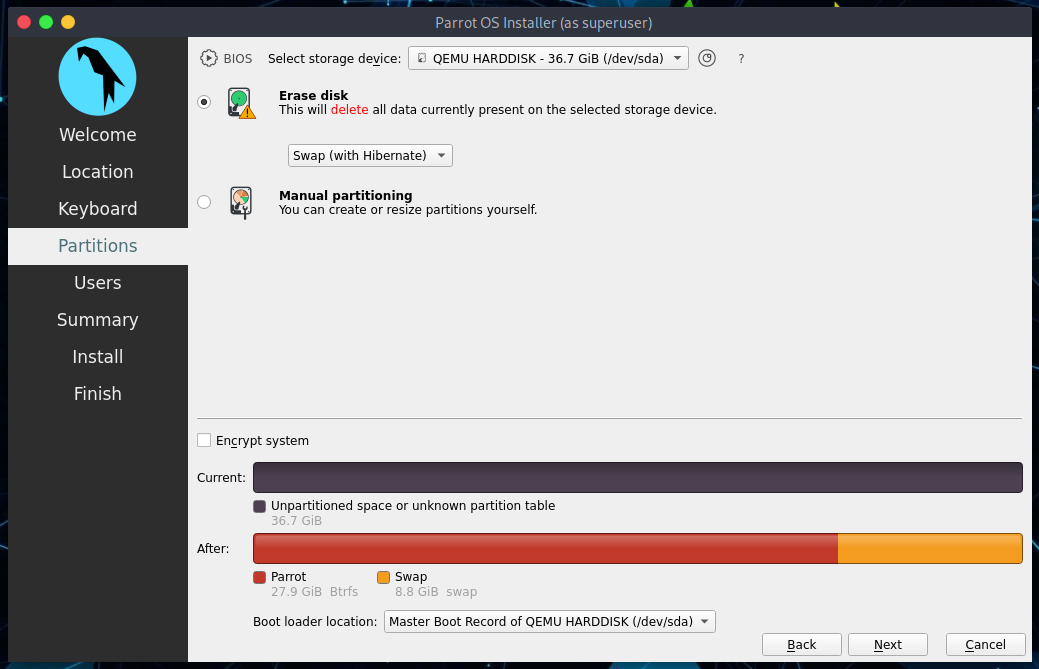 Parrot OS Installer (as superuser)
Welcome
Location
Keyboard
Partitions
Users
Summary
Install
Finish
BIOS Select storage device: QEMU HARDDISK - 36.7 GiB (/dev/sda) ?
Erase disk
This will delete all data currently present on the selected storage device.
Swap (with Hibernate)
Manual partitioning
You can create or resize partitions yourself.
Encrypt system
Current:
Unpartitioned space or unknown partition table
36.7 GiB
After:
Parrot Swap
27.9 GiB Btrfs 8.8 GiB swap
Boot loader location: Master Boot Record of QEMU HARDDISK (/dev/sda)
Back Next Cancel